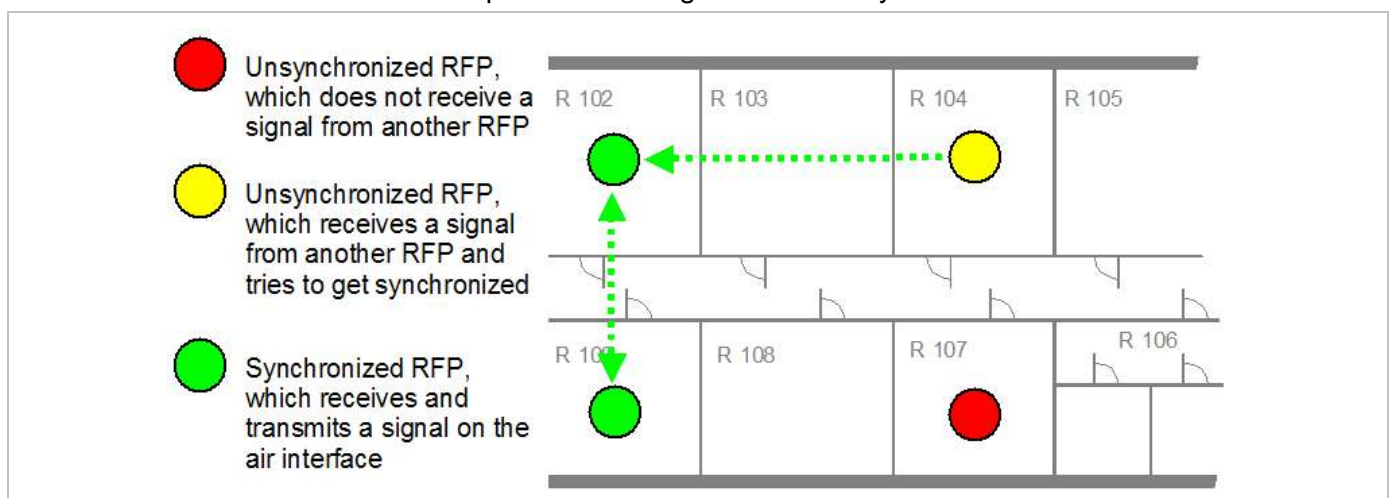 Unsynchronized RFP,
which does not receive a
signal from another RFP
Unsynchronized RFP,
which receives a signal
from another RFP and
tries to get synchronized
Synchronized RFP,
which receives and
transmits a signal on the
air interface
R 102
R 103
R 104
R 105
R 109
R 108
R 107
R 106